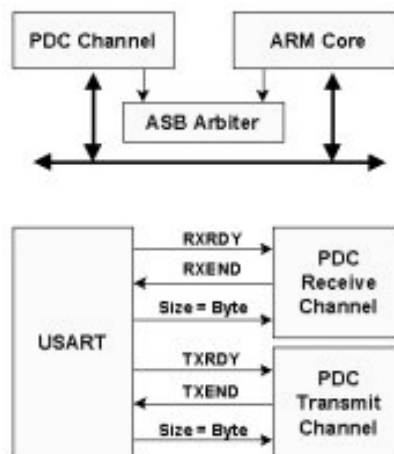 PDC Channel
ARM Core
ASB Arbiter
USART
RXRDY
RXEND
Size = Byte
PDC
Receive
Channel
TXRDY
TXEND
Size = Byte
PDC
Transmit
Channel